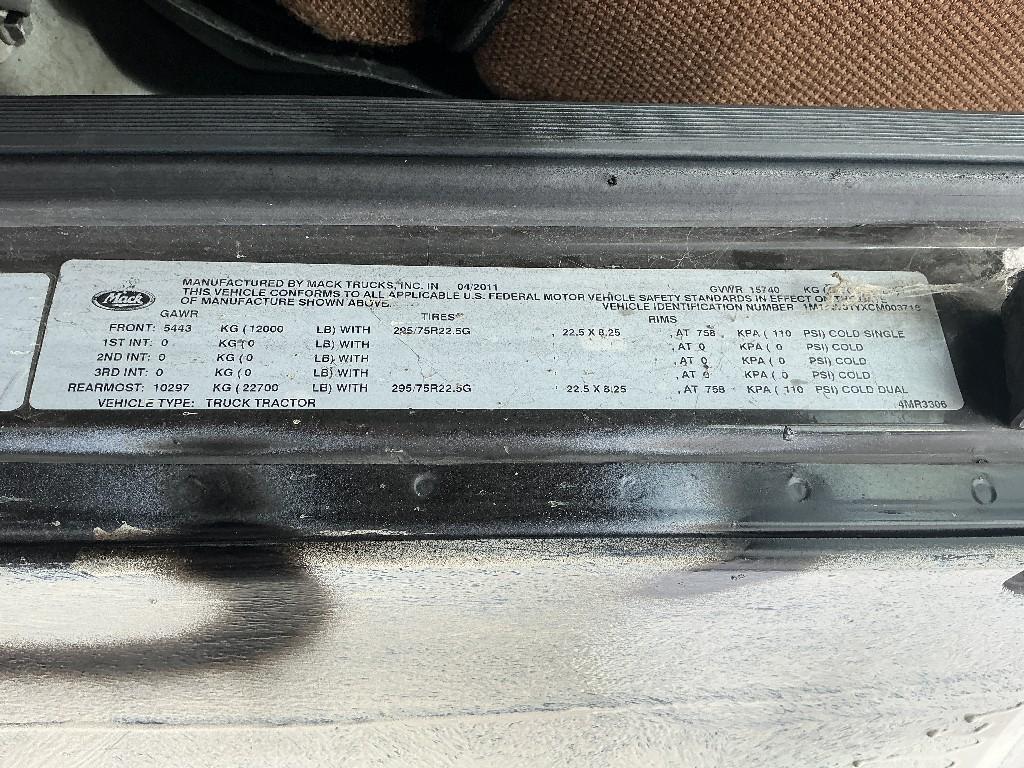 Mack
MANUFACTURED BY MACK TRUCKS, INC. IN 04/2011 GVWR 15740 KG (
THIS VEHICLE CONFORMS TO ALL APPLICABLE U.S. FEDERAL MOTOR VEHICLE SAFETY STANDARDS IN EFFECT ON THE
OF MANUFACTURE SHOWN ABOVE. VEHICLE IDENTIFICATION NUMBER
GAWR TIRES RIMS
FRONT: 5443 KG ( 12000 LB) WITH 295/75R22.5G , 22.5 X 8.25 , AT 758 KPA ( 110 PSI) COLD SINGLE
1ST INT: 0 KG ( 0 LB) WITH , , AT 0 KPA ( 0 PSI) COLD
2ND INT: 0 KG ( 0 LB) WITH , , AT 0 KPA ( 0 PSI) COLD
3RD INT: 0 KG ( 0 LB) WITH , , AT 0 KPA ( 0 PSI) COLD
REARMOST: 10297 KG ( 22700 LB) WITH 295/75R22.5G , 22.5 X 8.25 , AT 758 KPA ( 110 PSI) COLD DUAL
VEHICLE TYPE: TRUCK TRACTOR 4MR3306